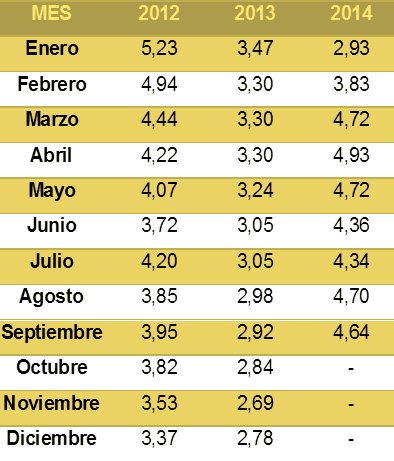 MES 2012 2013 2014
Enero 5,23 3,47 2,93
Febrero 4,94 3,30 3,83
Marzo 4,44 3,30 4,72
Abril 4,22 3,30 4,93
Mayo 4,07 3,24 4,72
Junio 3,72 3,05 4,36
Julio 4,20 3,05 4,34
Agosto 3,85 2,98 4,70
Septiembre 3,95 2,92 4,64
Octubre 3,82 2,84 -
Noviembre 3,53 2,69 -
Diciembre 3,37 2,78 -